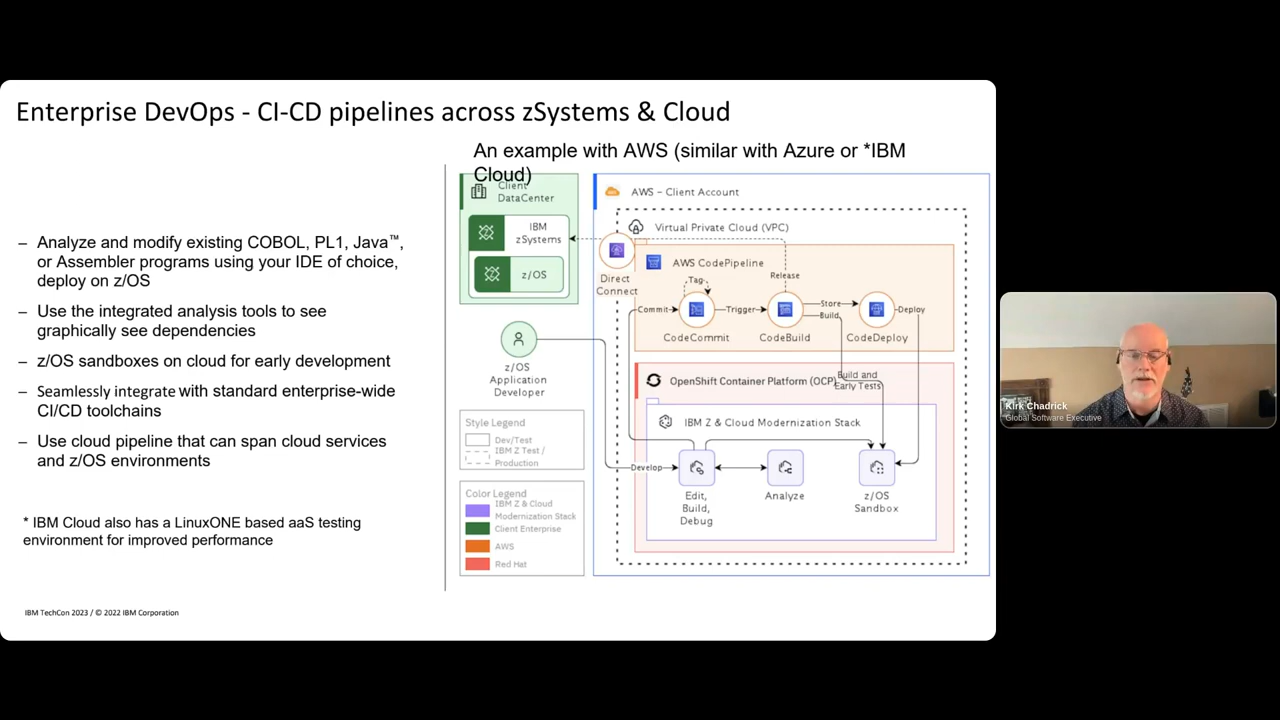 Enterprise DevOps - CI-CD pipelines across zSystems & Cloud
An example with AWS (similar with Azure or *IBM
Cloud)
– Analyze and modify existing COBOL, PL1, Java™,
or Assembler programs using your IDE of choice,
deploy on z/OS
– Use the integrated analysis tools to see
graphically see dependencies
– z/OS sandboxes on cloud for early development
– Seamlessly integrate with standard enterprise-wide
CI/CD toolchains
– Use cloud pipeline that can span cloud services
and z/OS environments
* IBM Cloud also has a LinuxONE based aaS testing
environment for improved performance
IBM TechCon 2023 / © 2022 IBM Corporation
Client
DataCenter
IBM
zSystems
z/OS
z/OS
Application
Developer
Style Legend
Dev/Test
IBM Z Test /
Production
Color Legend
IBM Z & Cloud
Modernization Stack
Client Enterprise
AWS
Red Hat
AWS – Client Account
Virtual Private Cloud (VPC)
Direct
Connect
AWS CodePipeline
Tag
Release
Commit
Trigger
Store
Build
Deploy
CodeCommit
CodeBuild
CodeDeploy
OpenShift Container Platform (OCP)
Build and
Early Tests
IBM Z & Cloud Modernization Stack
Develop
Edit,
Build,
Debug
Analyze
z/OS
Sandbox
Kirk Chadrick
Global Software Executive